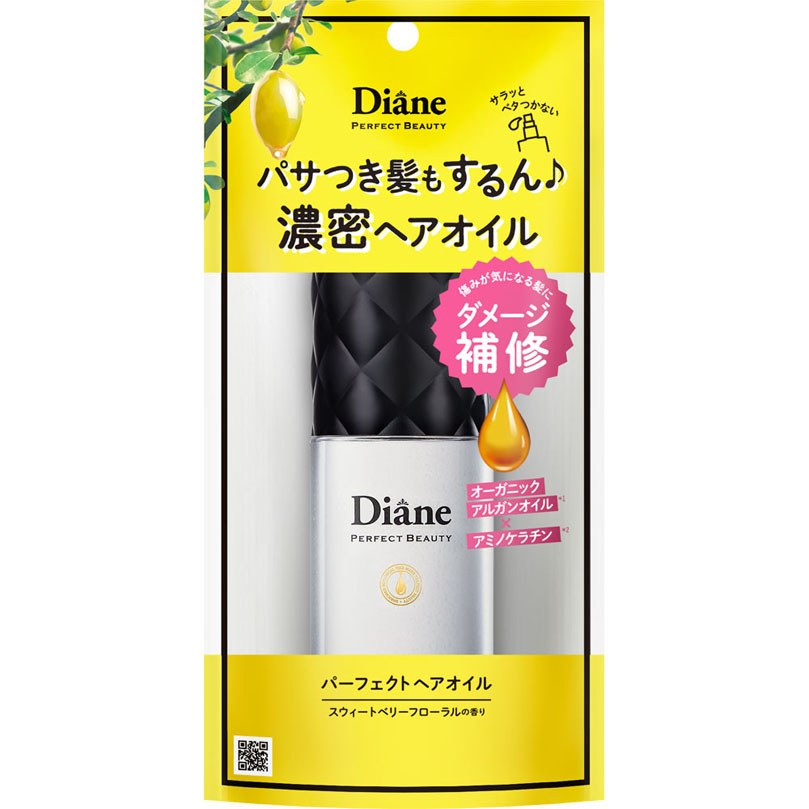 Diane
PERFECT BEAUTY
サラッと
ベタつかない
パサつき髪もするん♪
濃密ヘアオイル
傷みが気になる髪に
ダメージ
補修
オーガニック
アルガンオイル*1
×
アミノケラチン*2
Diane
PERFECT BEAUTY
パーフェクト ヘアオイル
スウィートベリーフローラルの香り